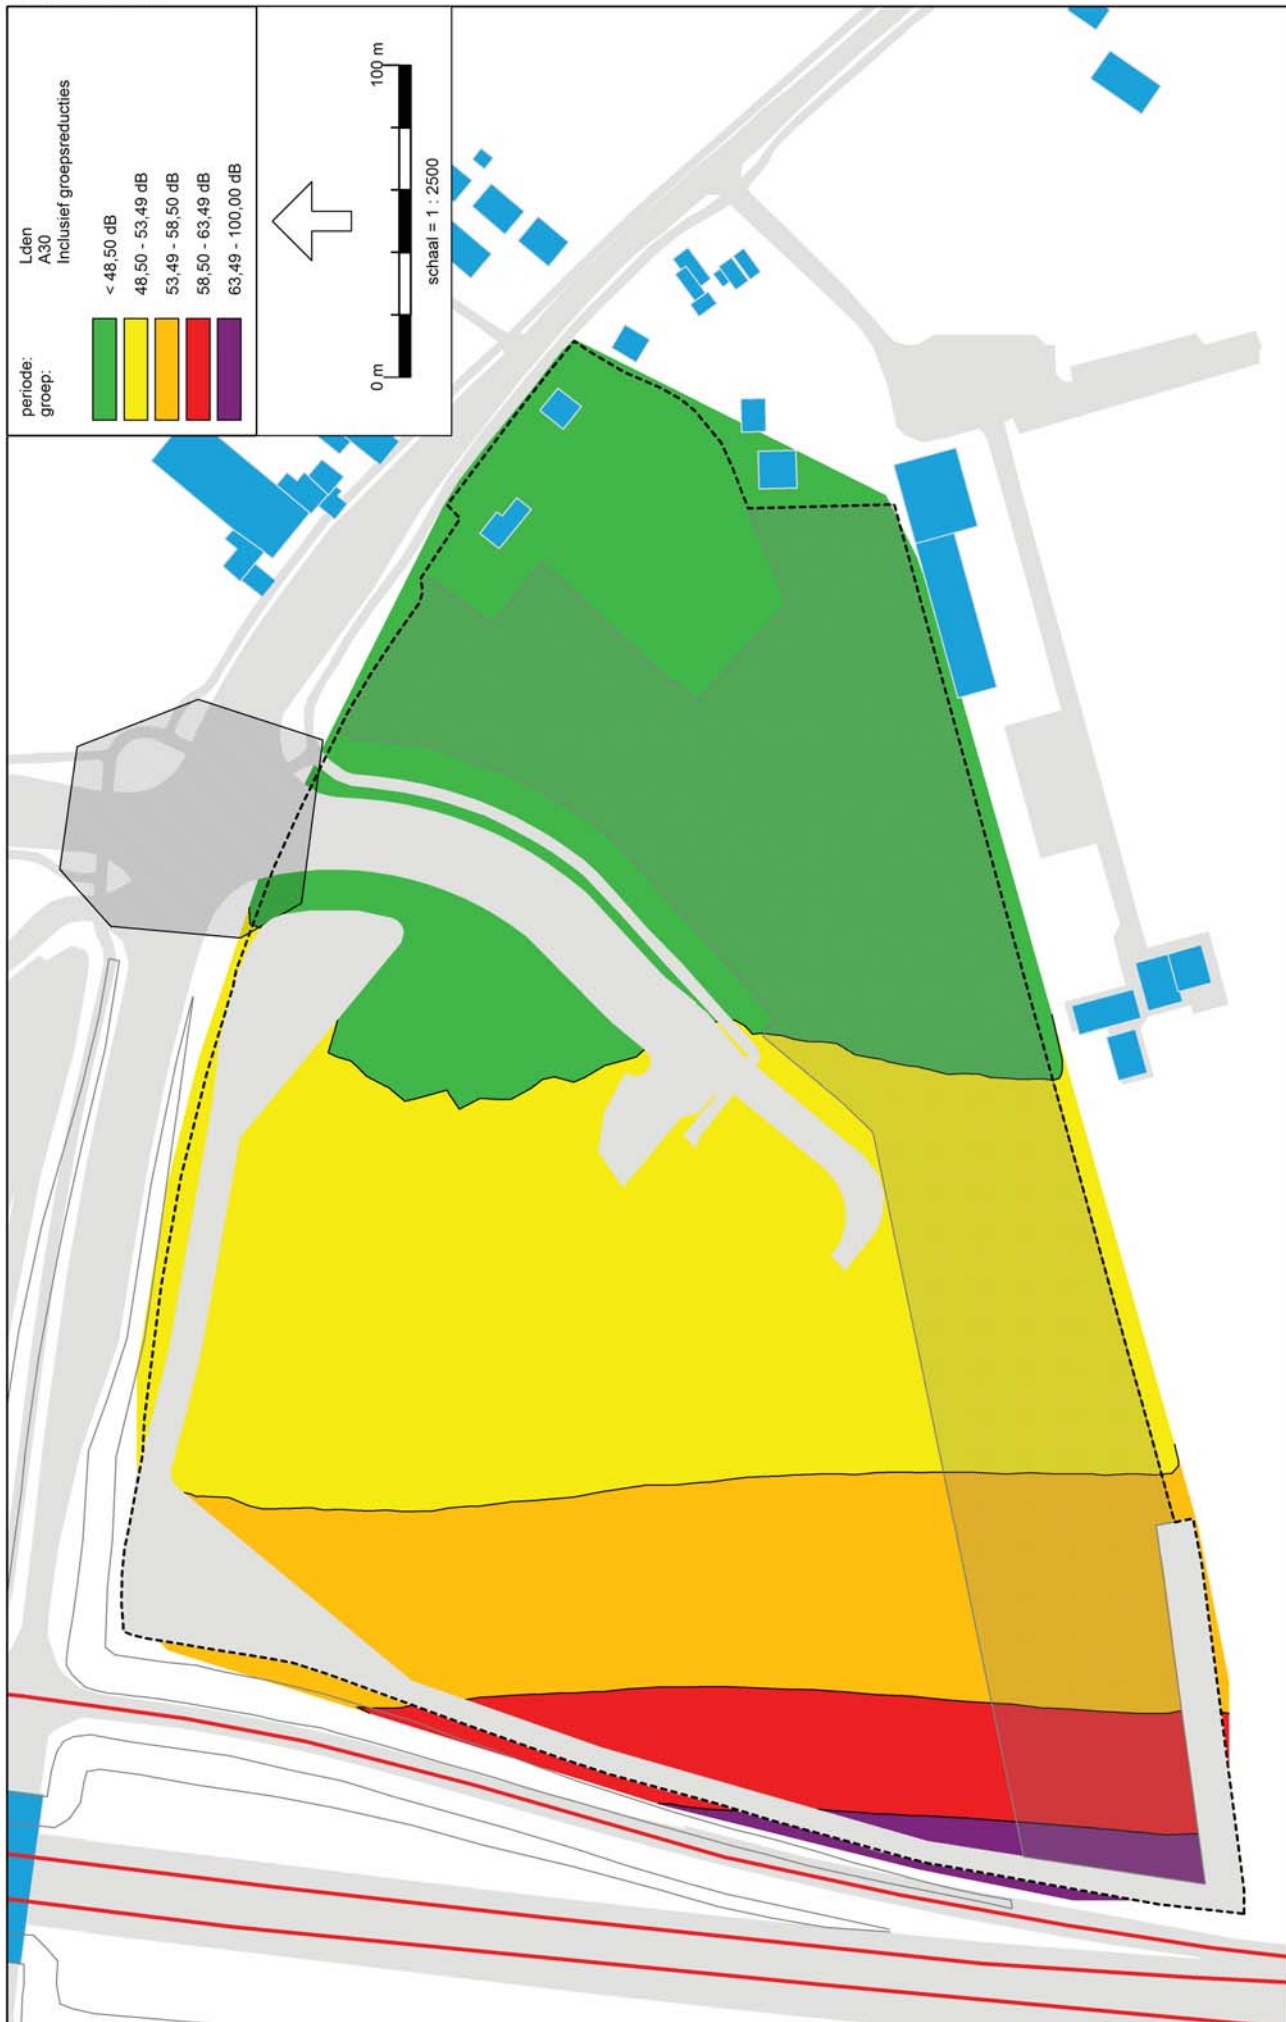 periode: Lden
groep: A30
Inclusief groepsreducties
< 48,50 dB
48,50 - 53,49 dB
53,49 - 58,50 dB
58,50 - 63,49 dB
63,49 - 100,00 dB
0 m 100 m
schaal = 1 : 2500